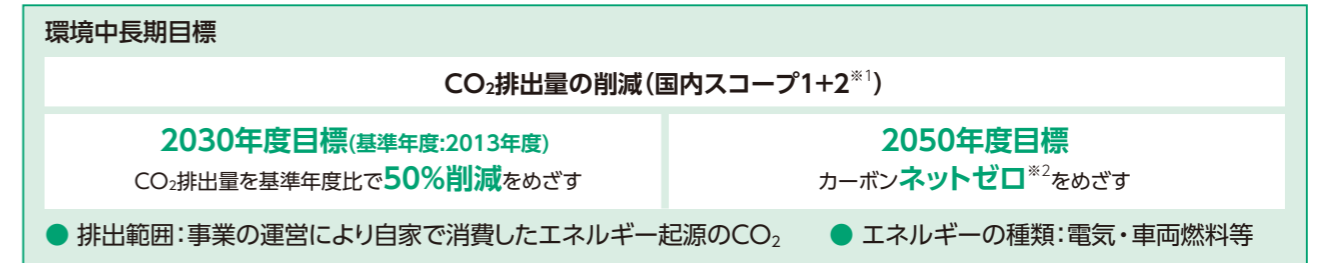 環境中長期目標
CO₂排出量の削減(国内スコープ1+2※1)
2030年度目標(基準年度:2013年度)
CO₂排出量を基準年度比で50%削減をめざす
2050年度目標
カーボンネットゼロ※2をめざす
● 排出範囲:事業の運営により自家で消費したエネルギー起源のCO₂ ● エネルギーの種類:電気・車両燃料等